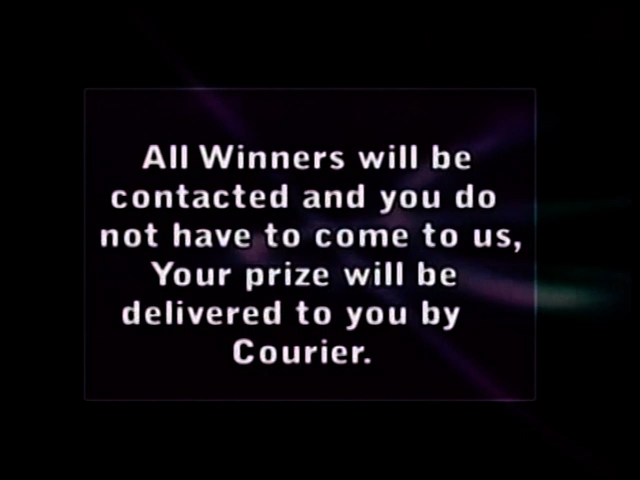 All Winners will be
contacted and you do
not have to come to us,
Your prize will be
delivered to you by
Courier.